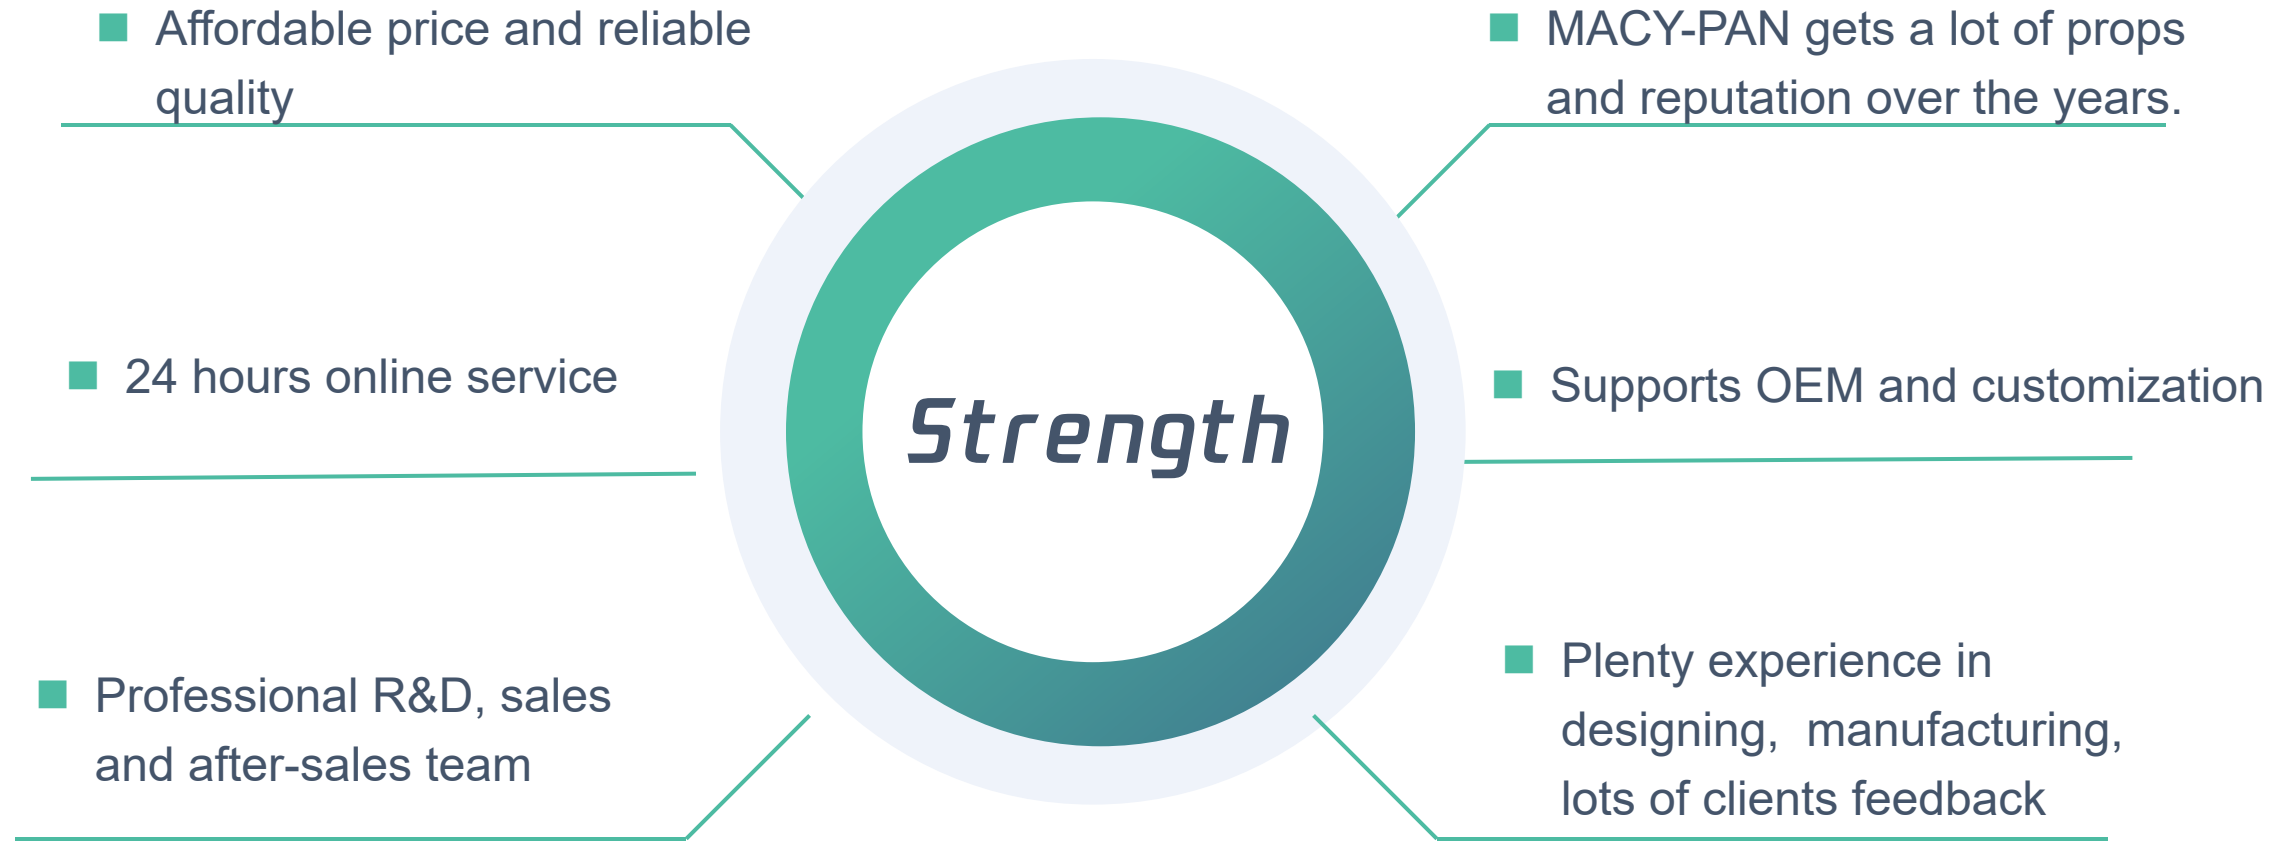 Affordable price and reliable
quality
24 hours online service
Professional R&D, sales
and after-sales team
Strength
MACY-PAN gets a lot of props
and reputation over the years.
Supports OEM and customization
Plenty experience in
designing, manufacturing,
lots of clients feedback